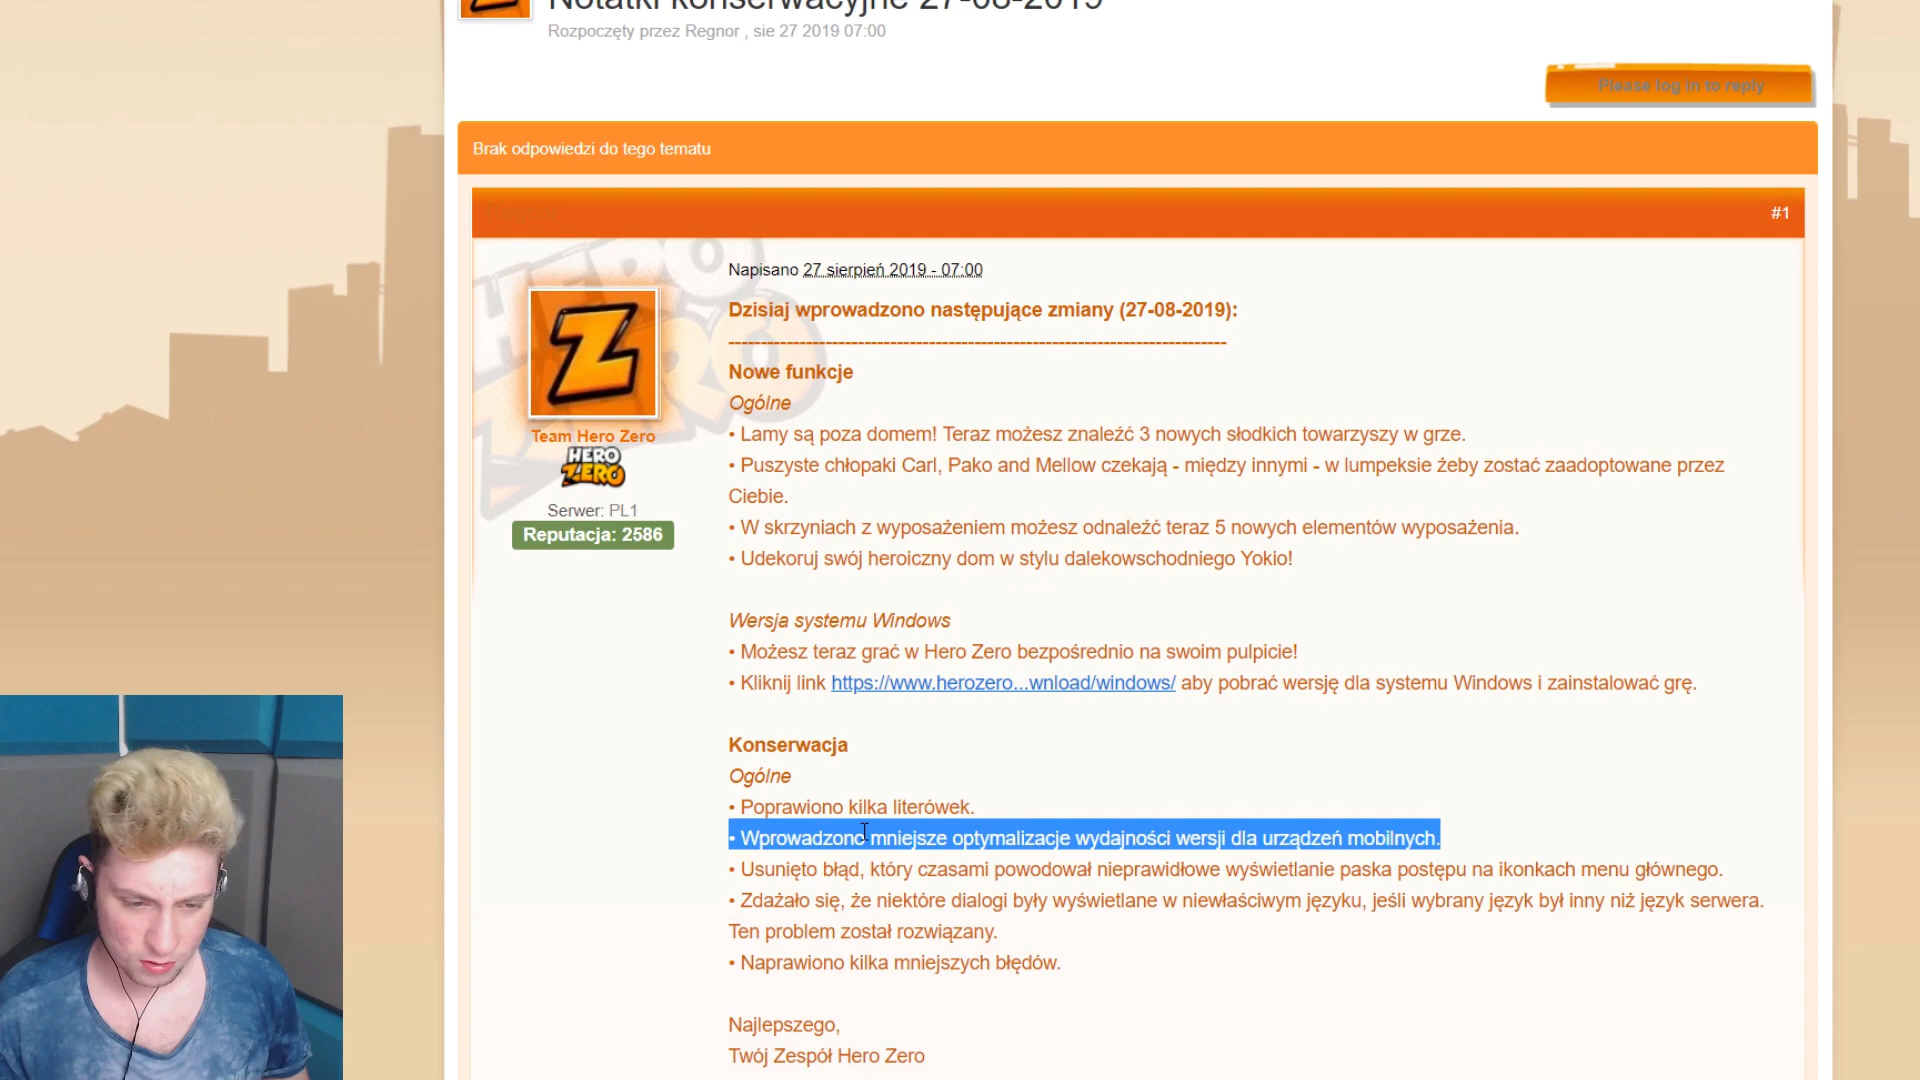 Notatki konserwacyjne 27-08-2019
Rozpoczęty przez Regnor , sie 27 2019 07:00
Please log in to reply
Brak odpowiedzi do tego tematu
#1
Napisano 27 sierpień 2019 - 07:00
Dzisiaj wprowadzono następujące zmiany (27-08-2019):
-----------------------------------------------------------------------------
Nowe funkcje
Ogólne
• Lamy są poza domem! Teraz możesz znaleźć 3 nowych słodkich towarzyszy w grze.
• Puszyste chłopaki Carl, Pako and Mellow czekają - między innymi - w lumpeksie żeby zostać zaadoptowane przez
Ciebie.
• W skrzyniach z wyposażeniem możesz odnaleźć teraz 5 nowych elementów wyposażenia.
• Udekoruj swój heroiczny dom w stylu dalekowschodniego Yokio!
Wersja systemu Windows
• Możesz teraz grać w Hero Zero bezpośrednio na swoim pulpicie!
• Kliknij link https://www.herozero...wnload/windows/ aby pobrać wersję dla systemu Windows i zainstalować grę.
Konserwacja
Ogólne
• Poprawiono kilka literówek.
• Wprowadzono mniejsze optymalizacje wydajności wersji dla urządzeń mobilnych.
• Usunięto błąd, który czasami powodował nieprawidłowe wyświetlanie paska postępu na ikonkach menu głównego.
• Zdażało się, że niektóre dialogi były wyświetlane w niewłaściwym języku, jeśli wybrany język był inny niż język serwera.
Ten problem został rozwiązany.
• Naprawiono kilka mniejszych błędów.
Najlepszego,
Twój Zespół Hero Zero
HERO
ZERO
Z
Team Hero Zero
HERO
ZERO
Serwer: PL1
Reputacja: 2586